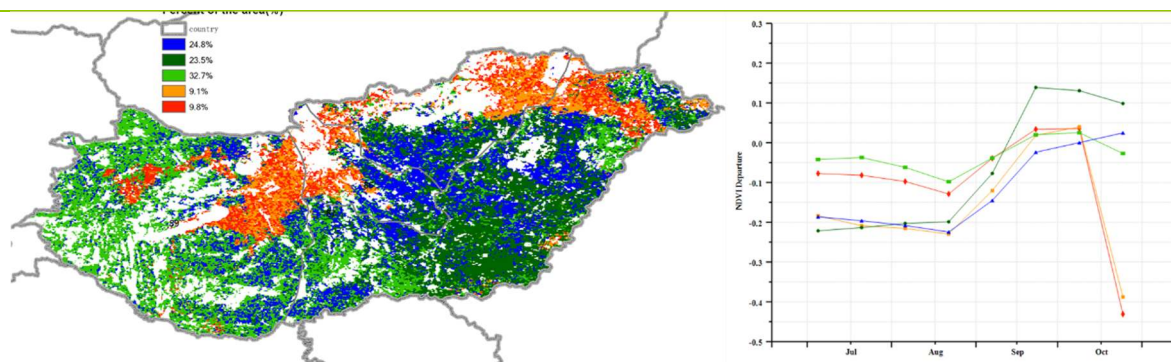 Percent of the area(%)
country
24.8%
23.5%
32.7%
9.1%
9.8%
99
NDVI Departure
0.3
0.2
0.1
0.0
-0.1
-0.2
-0.3
-0.4
-0.5
Jul
Aug
Sep
Oct